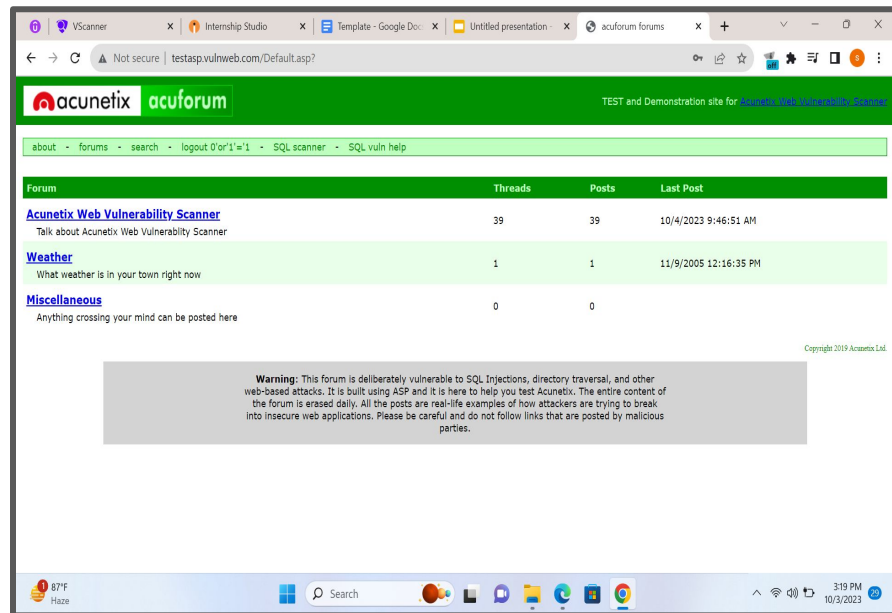 VScanner
Internship Studio
Template - Google Doc
Untitled presentation -
acuforum forums
Not secure | testasp.vulnweb.com/Default.asp?
off
S
acunetix acuforum
TEST and Demonstration site for Acunetix Web Vulnerability Scanner
about - forums - search - logout 0'or'1'='1 - SQL scanner - SQL vuln help
Forum Threads Posts Last Post
Acunetix Web Vulnerability Scanner 39 39 10/4/2023 9:46:51 AM
Talk about Acunetix Web Vulnerablity Scanner
Weather 1 1 11/9/2005 12:16:35 PM
What weather is in your town right now
Miscellaneous 0 0
Anything crossing your mind can be posted here
Copyright 2019 Acunetix Ltd.
Warning: This forum is deliberately vulnerable to SQL Injections, directory traversal, and other
web-based attacks. It is built using ASP and it is here to help you test Acunetix. The entire content of
the forum is erased daily. All the posts are real-life examples of how attackers are trying to break
into insecure web applications. Please be careful and do not follow links that are posted by malicious
parties.
1
87°F
Haze
Search
3:19 PM
10/3/2023
29